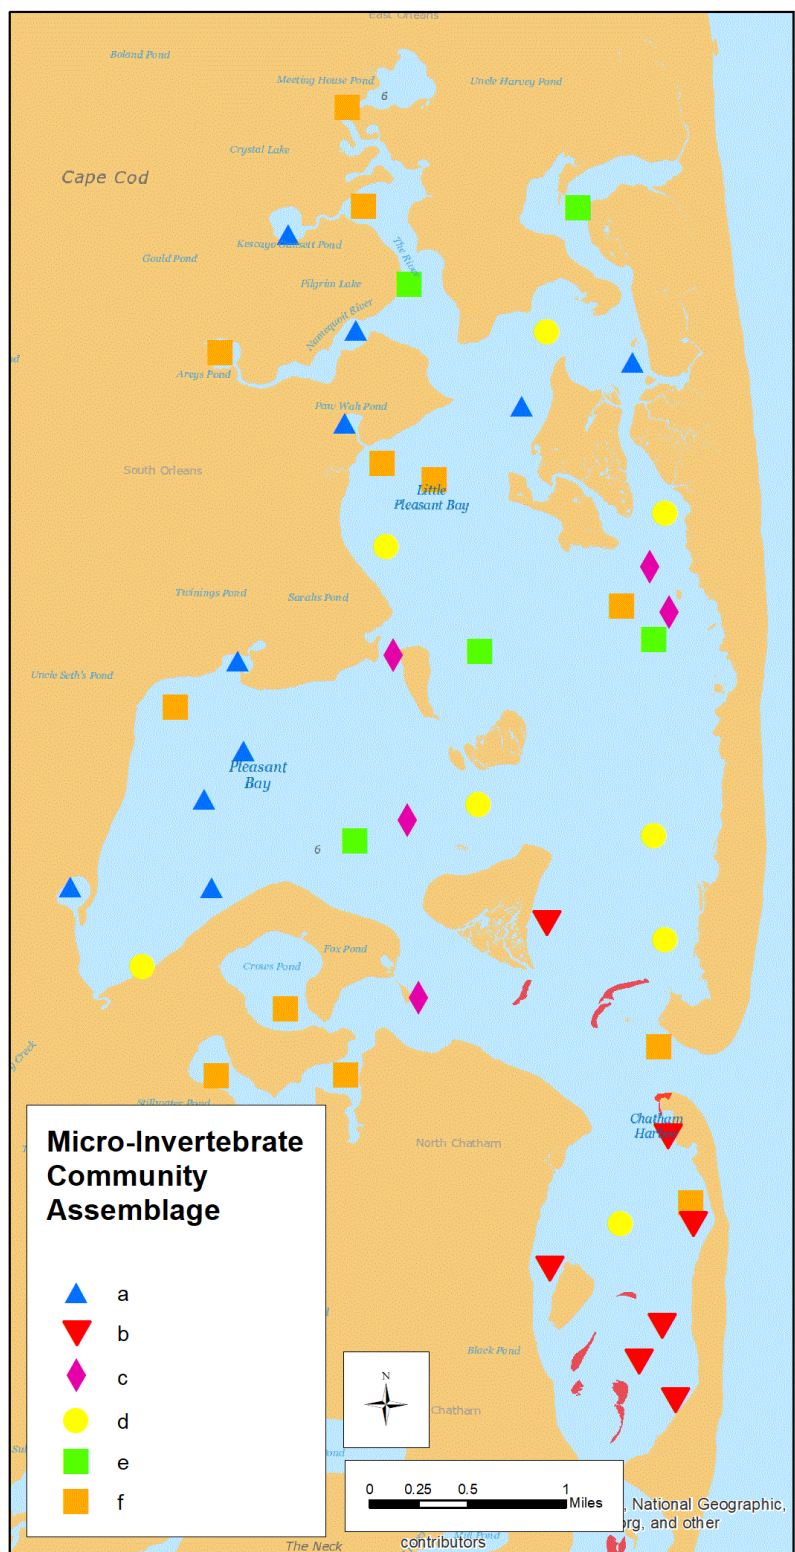 East Orleans
Boland Pond
Meeting House Pond
Uncle Harvey Pond
6
Crystal Lake
Cape Cod
Kescayo Gansett Pond
The River
Gould Pond
Pilgrim Lake
Namequoit River
Areys Pond
Paw Wah Pond
South Orleans
Little
Pleasant Bay
Twinings Pond
Sarahs Pond
Uncle Seth's Pond
Pleasant
Bay
6
Fox Pond
Crows Pond
Creek
Stillwater Pond
Chatham
North Chatham
Micro-Invertebrate
Community
Assemblage
a
b
c
d
e
f
Black Pond
N
Chatham
0 0.25 0.5 1
Miles
, National Geographic,
org, and other
contributors
Mill Pond
The Neck